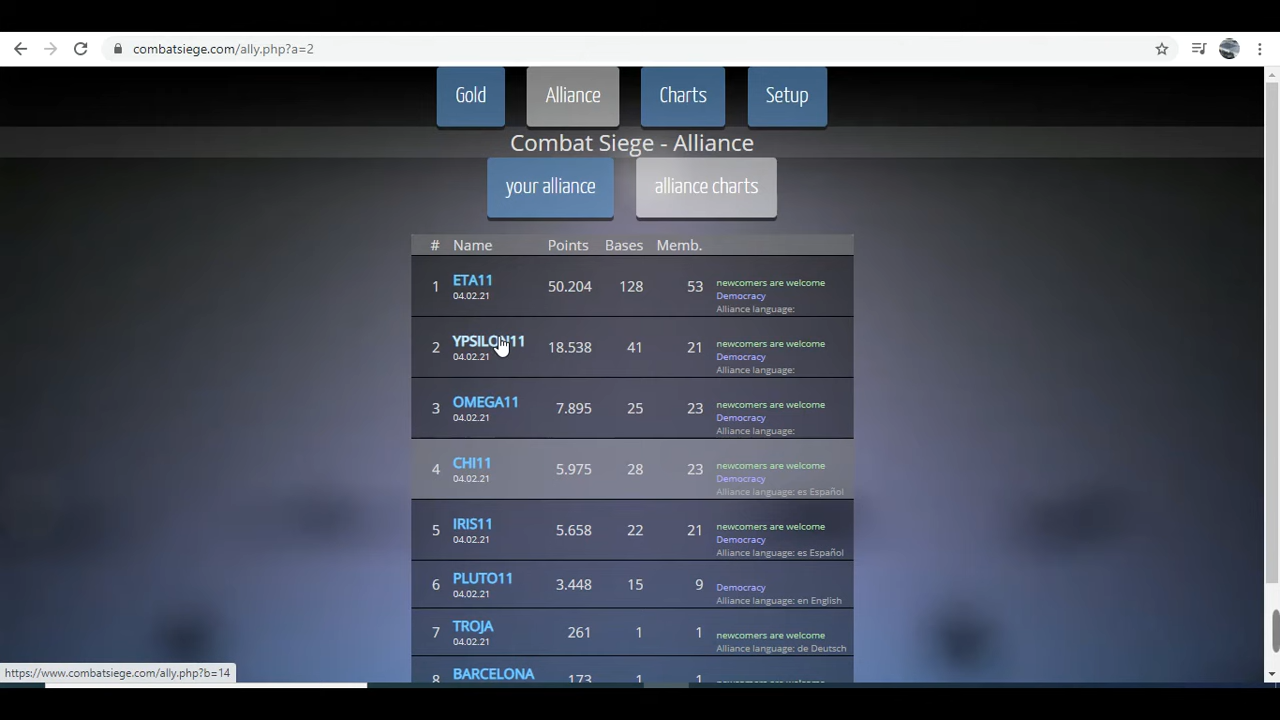 combatsiege.com/ally.php?a=2
Gold Alliance Charts Setup
Combat Siege - Alliance
your alliance alliance charts
# Name Points Bases Memb.
1 ETA11 50.204 128 53 newcomers are welcome
04.02.21 Democracy
Alliance language:
2 YPSILON11 18.538 41 21 newcomers are welcome
04.02.21 Democracy
Alliance language:
3 OMEGA11 7.895 25 23 newcomers are welcome
04.02.21 Democracy
Alliance language:
4 CHI11 5.975 28 23 newcomers are welcome
04.02.21 Democracy
Alliance language: es Español
5 IRIS11 5.658 22 21 newcomers are welcome
04.02.21 Democracy
Alliance language: es Español
6 PLUTO11 3.448 15 9 Democracy
04.02.21 Alliance language: en English
7 TROJA 261 1 1 newcomers are welcome
04.02.21 Alliance language: de Deutsch
8 BARCELONA 173 1 1 newcomers are welcome
https://www.combatsiege.com/ally.php?b=14